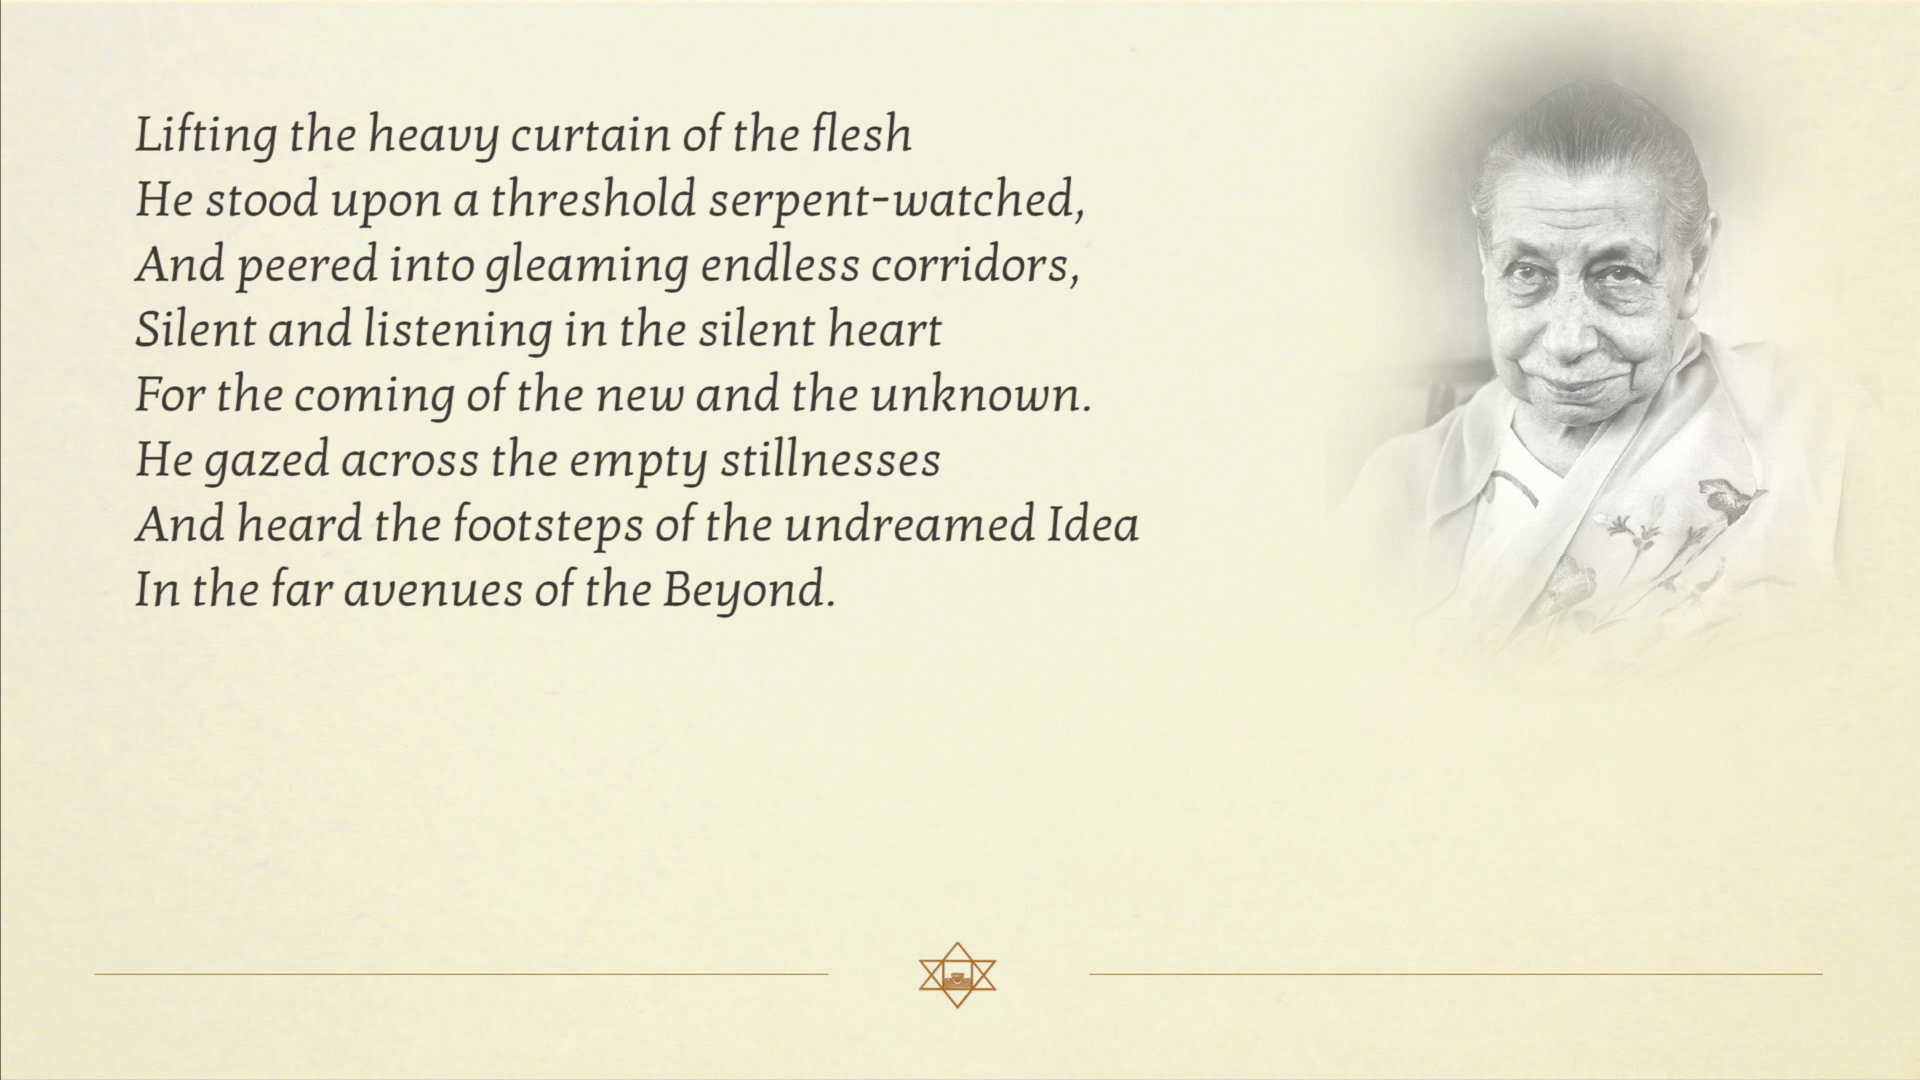 Lifting the heavy curtain of the flesh
He stood upon a threshold serpent-watched,
And peered into gleaming endless corridors,
Silent and listening in the silent heart
For the coming of the new and the unknown.
He gazed across the empty stillnesses
And heard the footsteps of the undreamed Idea
In the far avenues of the Beyond.